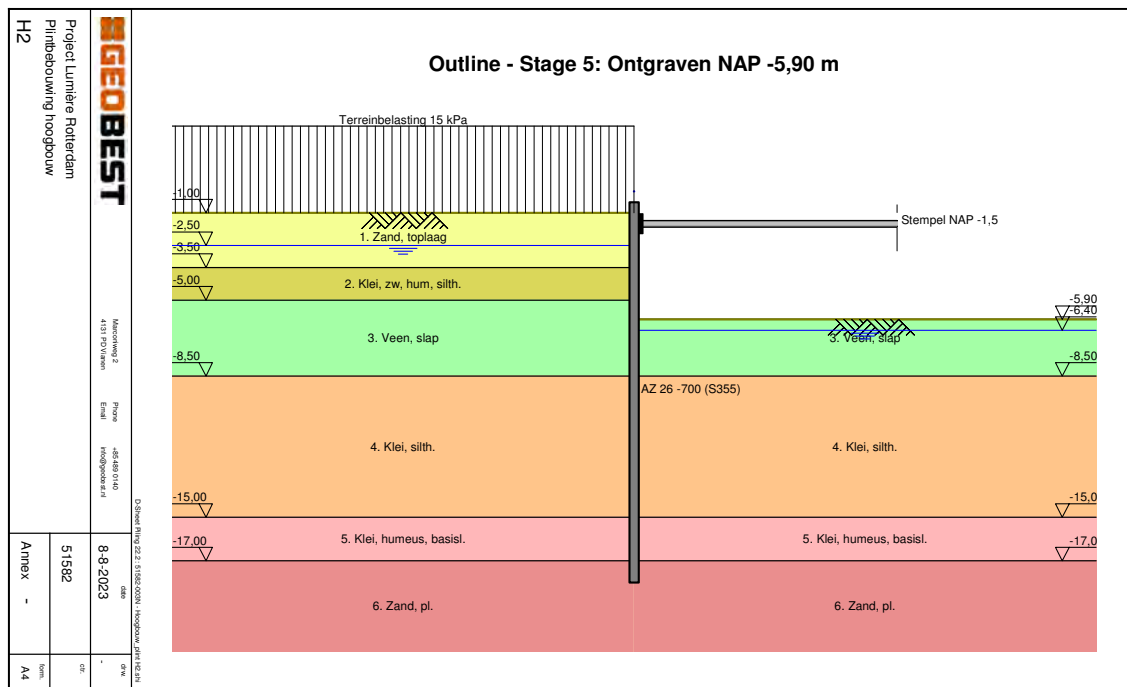 Outline - Stage 5: Ontgraven NAP -5,90 m
Terreinbelasting 15 kPa
-1,00
-2,50
-3,50
-5,00
-8,50
-15,00
-17,00
1. Zand, toplaag
2. Klei, zw, hum, silth.
3. Veen, slap
4. Klei, silth.
5. Klei, humeus, basisl.
6. Zand, pl.
Stempel NAP -1,5
AZ 26 -700 (S355)
-5,90
-6,40
-8,50
-15,0
-17,0
3. Veen, slap
4. Klei, silth.
5. Klei, humeus, basisl.
6. Zand, pl.
GEOBEST
Marconiweg 2
4131 PD Vianen
Phone
Email
+85 489 0140
info@geobest.nl
Project Lumière Rotterdam
Plintbebouwing hoogbouw
H2
date
8-8-2023
drw.
-
51582
ctr.
Annex -
form.
A4
D-Sheet Piling 22.2 : 51582-003N - Hoogbouw_plint H2.shi